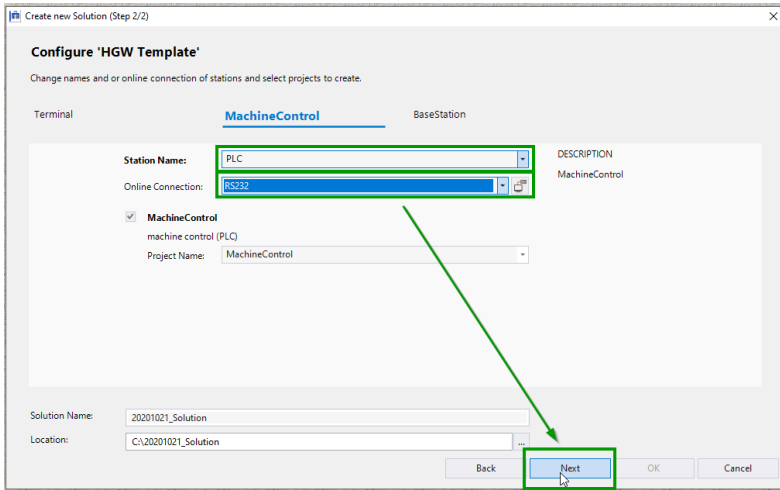 Create new Solution (Step 2/2)
Configure 'HGW Template'
Change names and or online connection of stations and select projects to create.
Terminal MachineControl BaseStation
Station Name: PLC DESCRIPTION
MachineControl
Online Connection: RS232
MachineControl
machine control (PLC)
Project Name: MachineControl
Solution Name: 20201021_Solution
Location: C:\20201021_Solution ...
Back Next OK Cancel